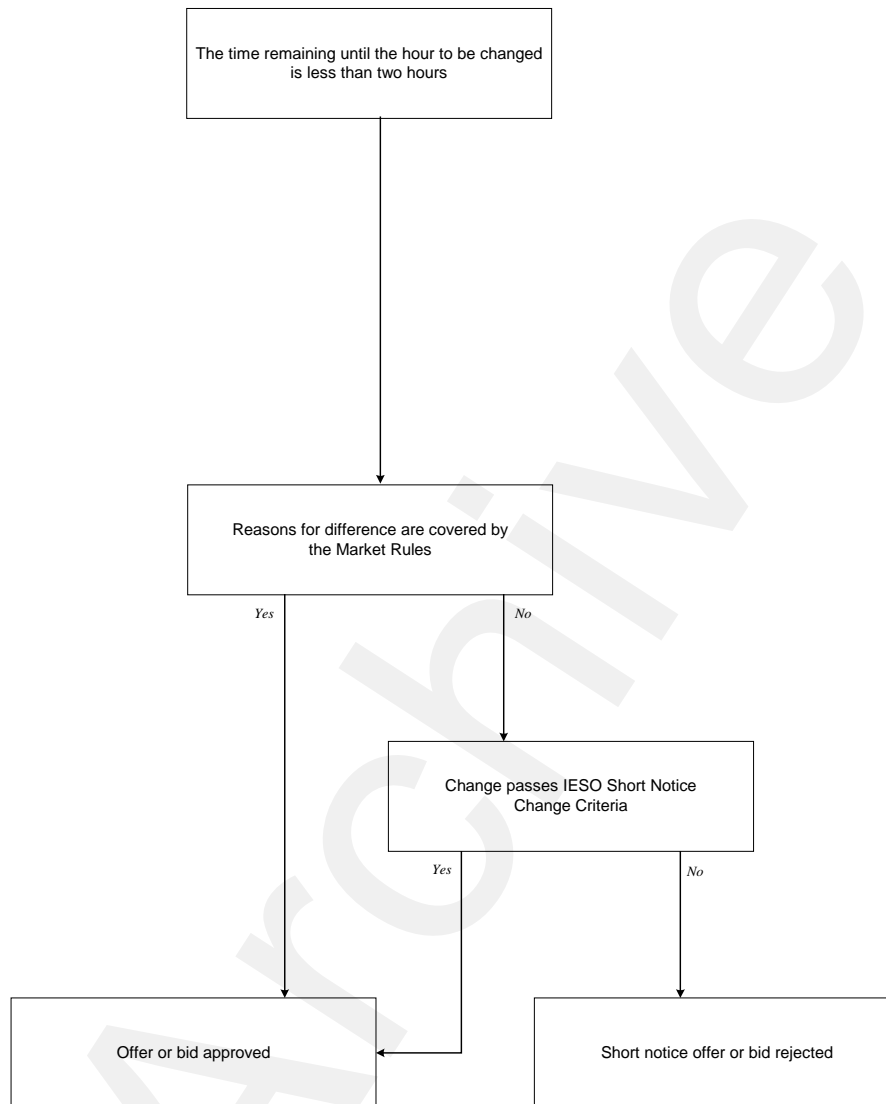 The time remaining until the hour to be changed
is less than two hours
Reasons for difference are covered by
the Market Rules
Yes
No
Change passes IESO Short Notice
Change Criteria
Yes
No
Offer or bid approved
Short notice offer or bid rejected
Archive